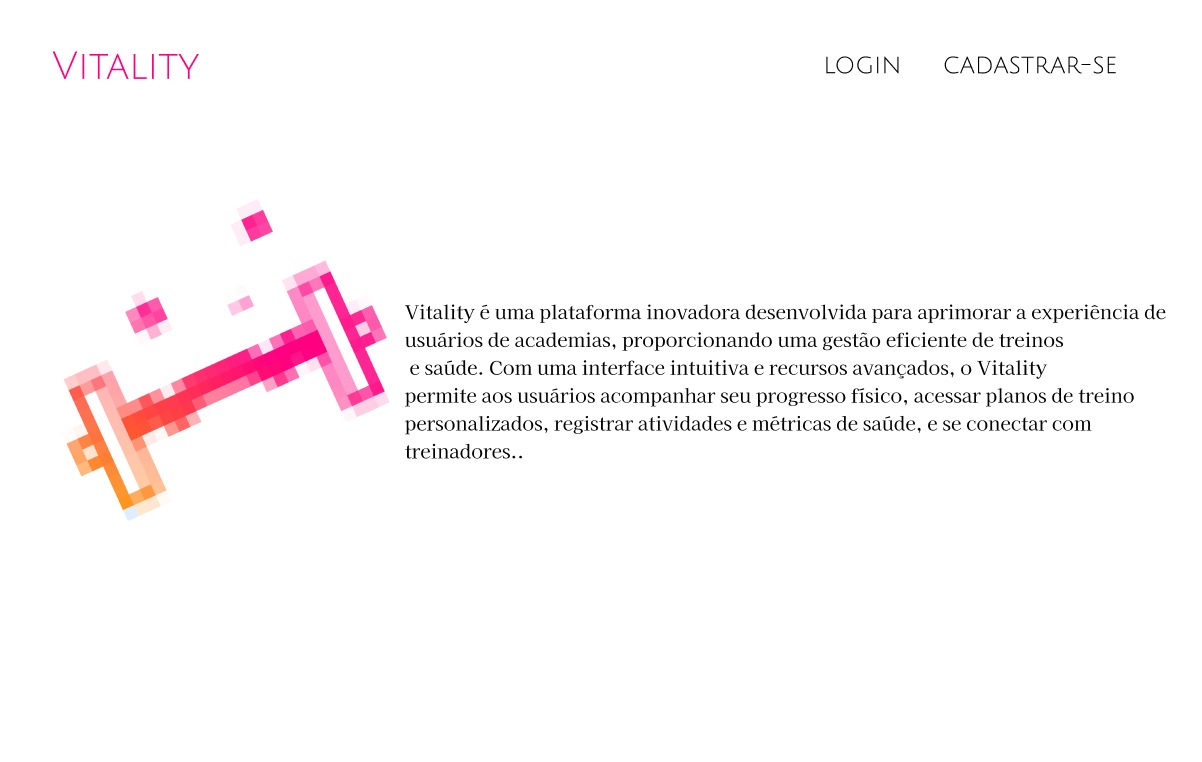 VITALITY
LOGIN CADASTRAR-SE
Vitality é uma plataforma inovadora desenvolvida para aprimorar a experiência de
usuários de academias, proporcionando uma gestão eficiente de treinos
e saúde. Com uma interface intuitiva e recursos avançados, o Vitality
permite aos usuários acompanhar seu progresso físico, acessar planos de treino
personalizados, registrar atividades e métricas de saúde, e se conectar com
treinadores..